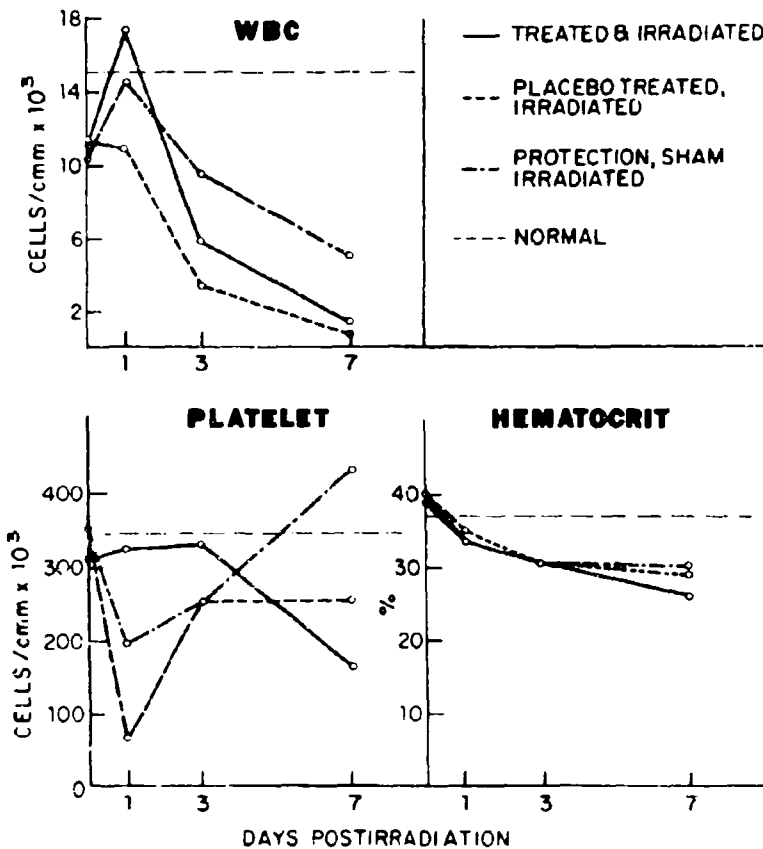 WBC
18
14
10
6
2
CELLS/cmm x 10³
1 3 7
TREATED & IRRADIATED
PLACEBO TREATED,
IRRADIATED
PROTECTION, SHAM
IRRADIATED
NORMAL
PLATELET
400
300
200
100
0
CELLS/cmm x 10³
1 3 7
HEMATOCRIT
40
30
20
10
%
1 3 7
DAYS POSTIRRADIATION